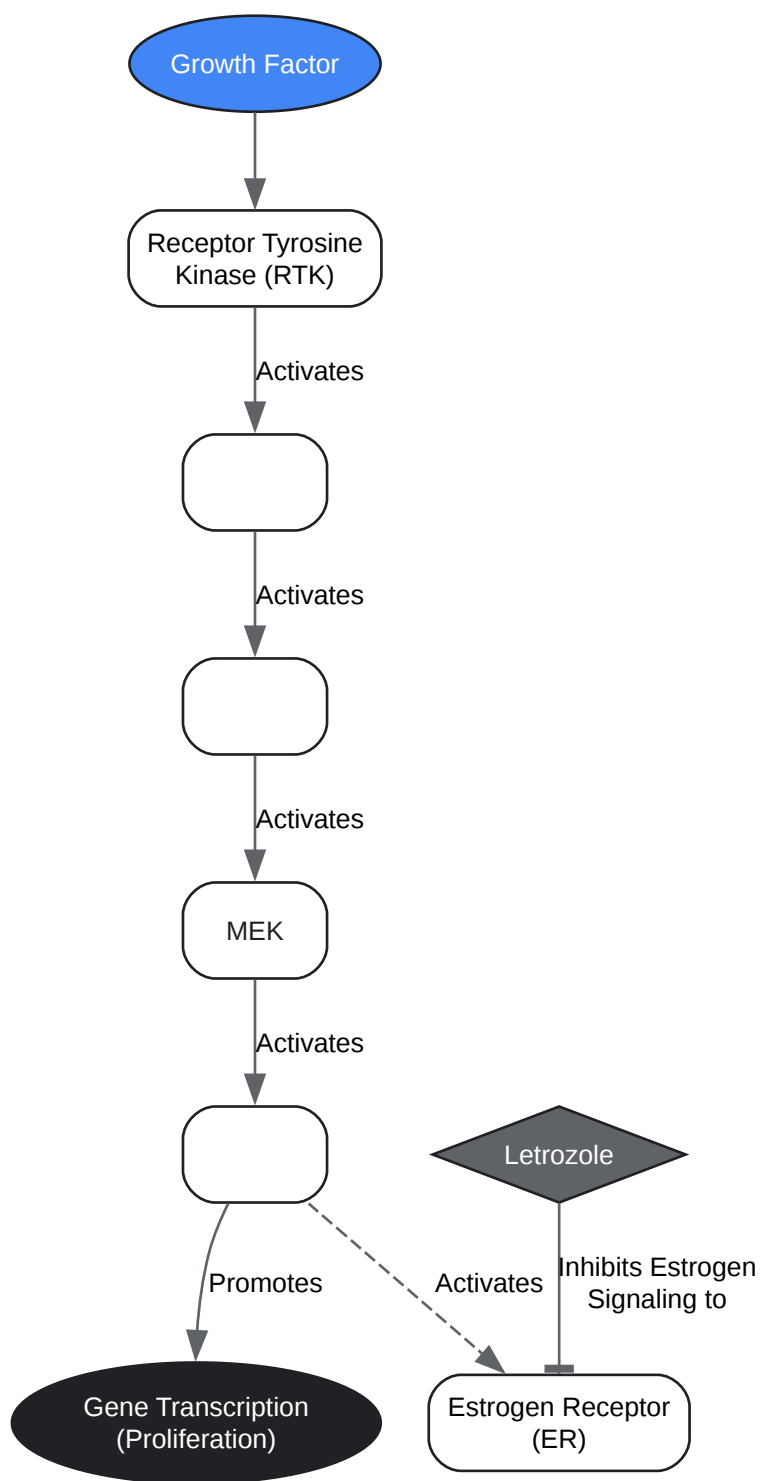 Growth Factor
Receptor Tyrosine
Kinase (RTK)
Activates
Activates
Activates
MEK
Activates
Letrozole
Promotes
Activates
Inhibits Estrogen
Signaling to
Gene Transcription
(Proliferation)
Estrogen Receptor
(ER)